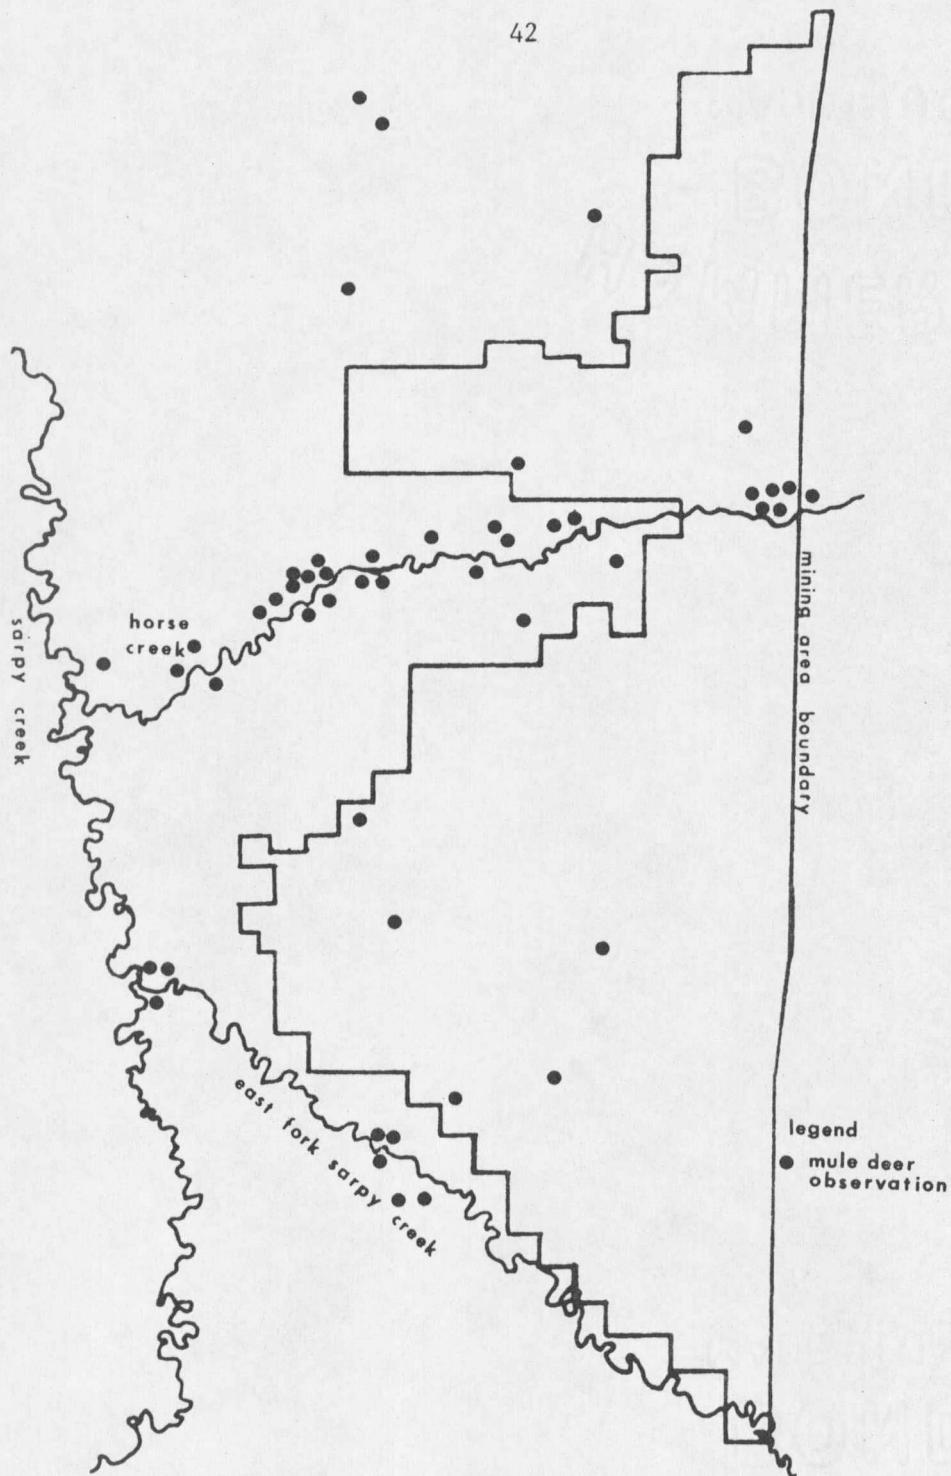 42
horse
creek
sarpy creek
mining area boundary
east fork sarpy creek
legend
mule deer
observation